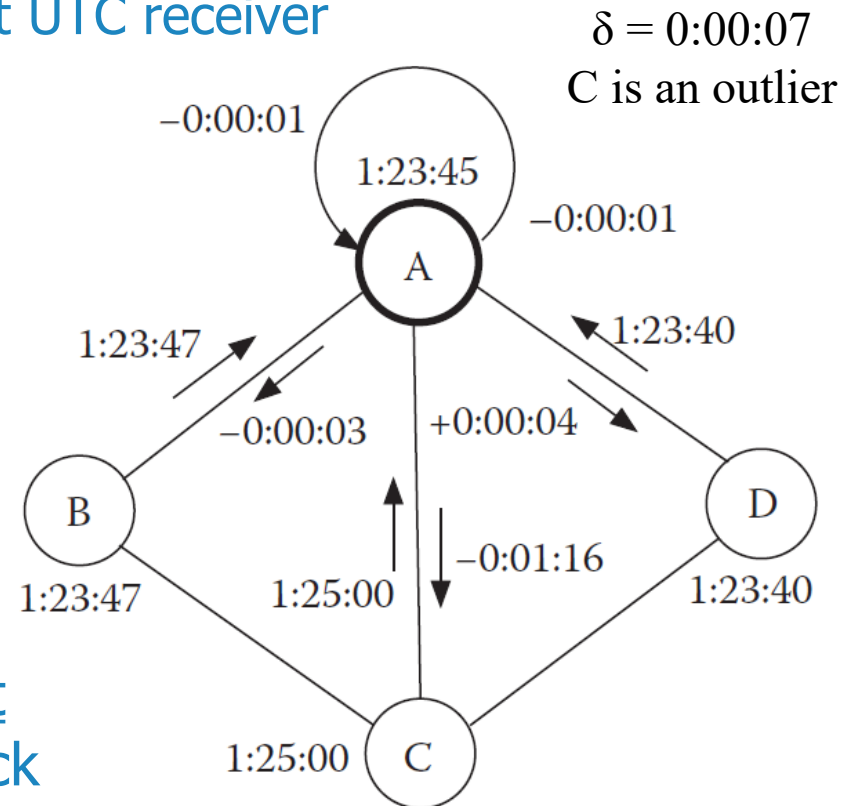 t UTC receiver
δ = 0:00:07
C is an outlier
−0:00:01
1:23:45
−0:00:01
A
1:23:47
1:23:40
−0:00:03
+0:00:04
B
D
−0:01:16
1:23:47
1:25:00
1:23:40
ck
1:25:00
C